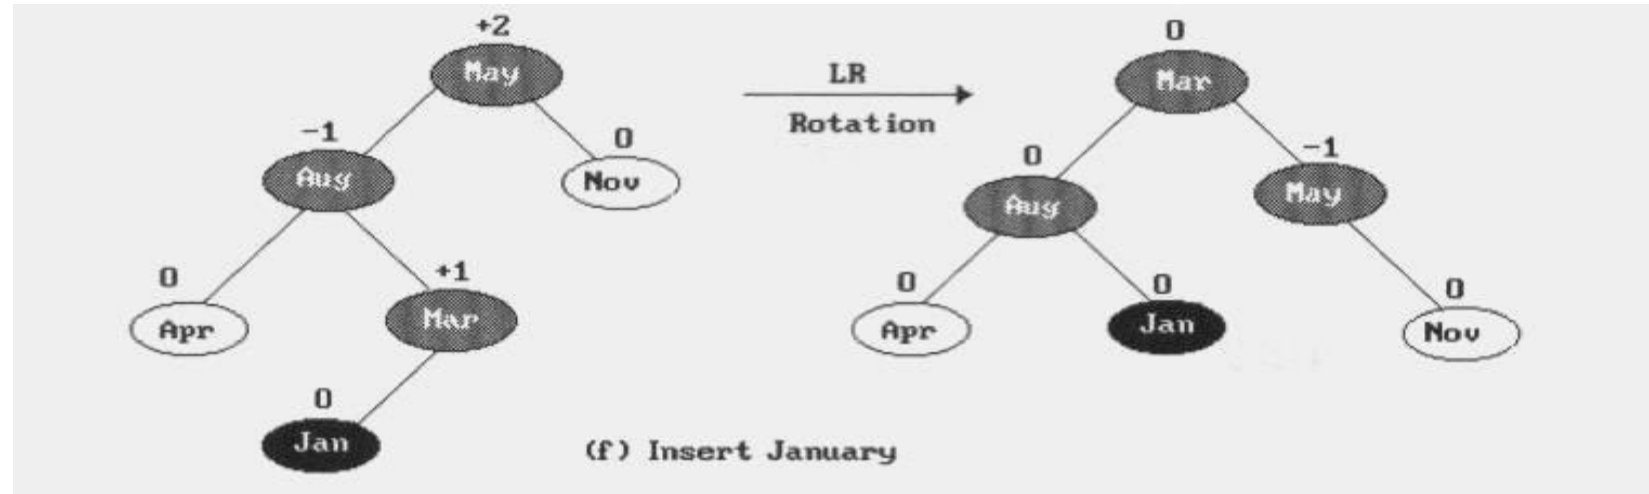 +2
May
-1
Aug
0
Nov
0
Apr
+1
Mar
0
Jan
LR
Rotation
0
Mar
0
Aug
-1
May
0
Apr
0
Jan
0
Nov
(f) Insert January